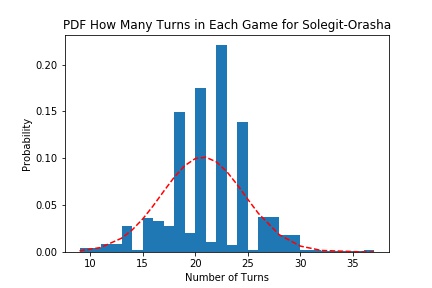 PDF How Many Turns in Each Game for Solegit-Orasha
0.20
0.15
0.10
0.05
0.00
Probability
10 15 20 25 30 35
Number of Turns